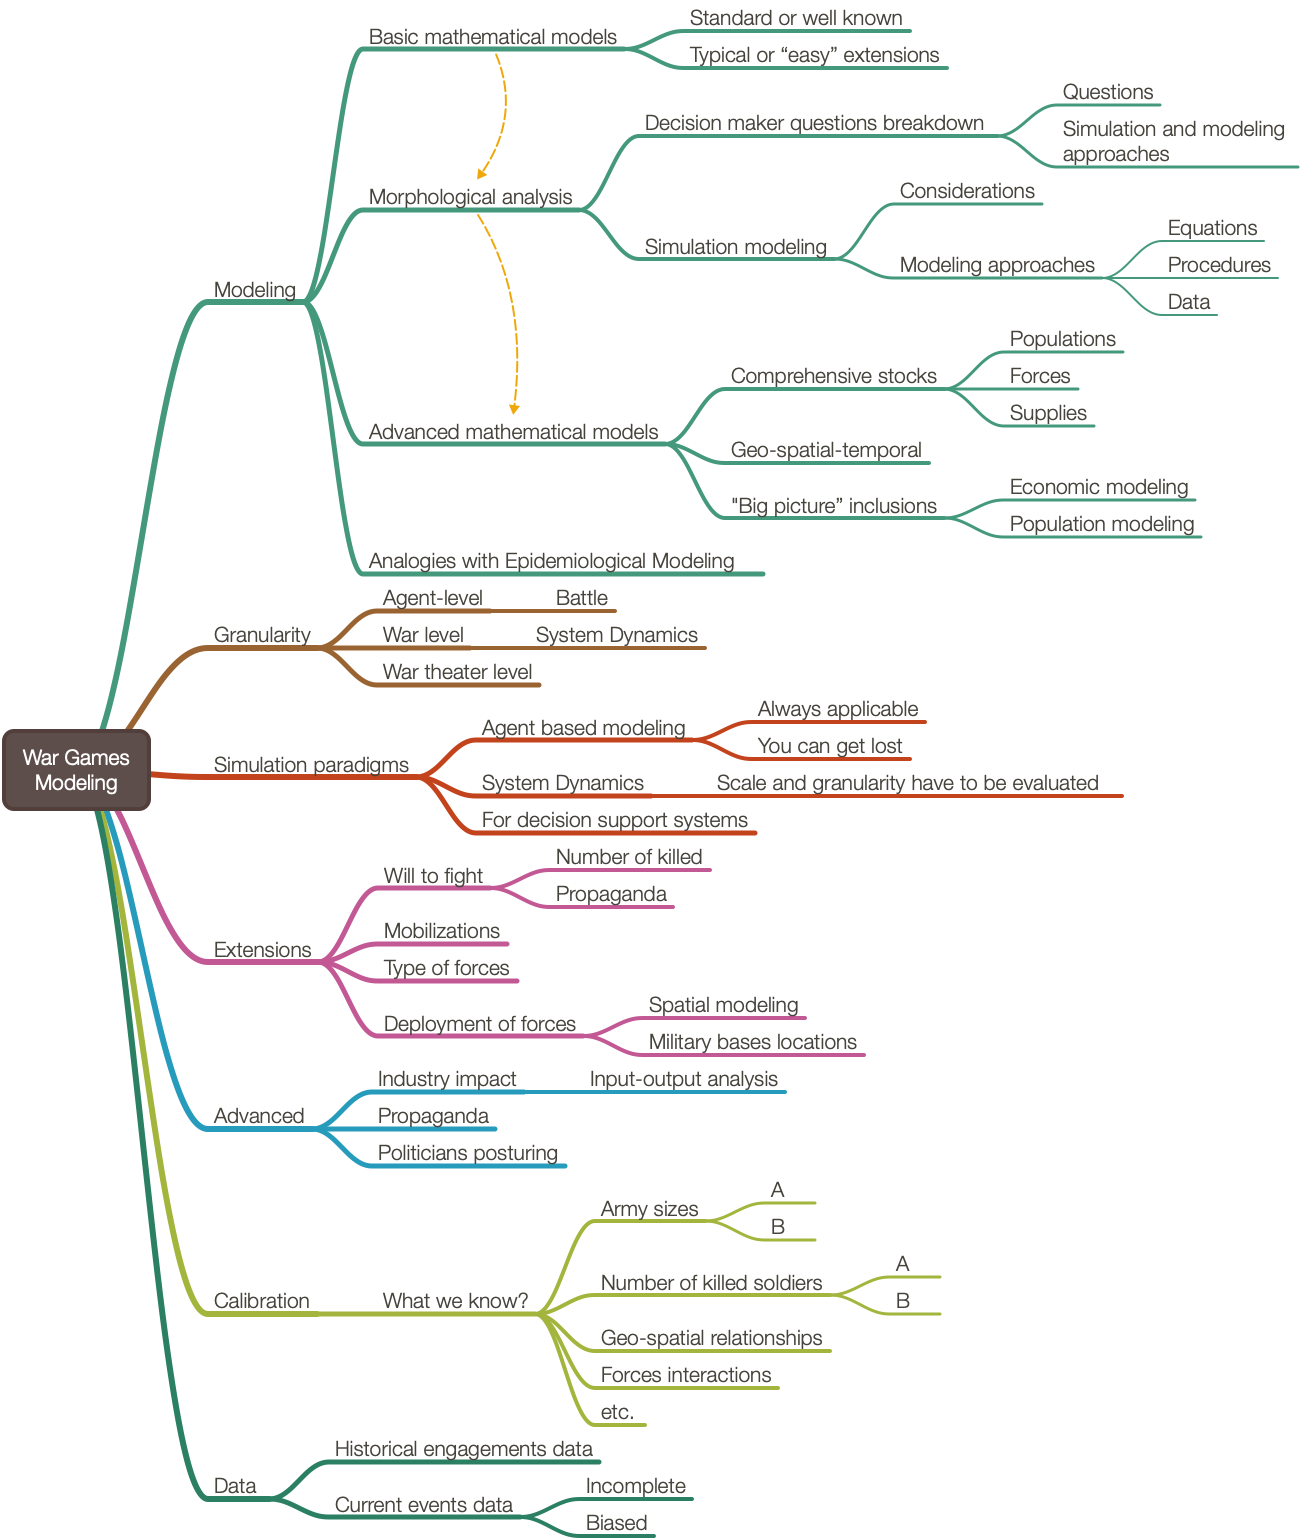 Standard or well known
Basic mathematical models
Typical or “easy” extensions
Questions
Decision maker questions breakdown
Simulation and modeling
approaches
Morphological analysis
Considerations
Simulation modeling
Equations
Modeling approaches
Procedures
Data
Modeling
Populations
Comprehensive stocks
Forces
Supplies
Advanced mathematical models
Geo-spatial-temporal
"Big picture” inclusions
Economic modeling
Population modeling
Analogies with Epidemiological Modeling
Agent-level
Battle
Granularity
War level
System Dynamics
War theater level
War Games
Modeling
Simulation paradigms
Agent based modeling
Always applicable
You can get lost
System Dynamics
Scale and granularity have to be evaluated
For decision support systems
Extensions
Will to fight
Number of killed
Propaganda
Mobilizations
Type of forces
Deployment of forces
Spatial modeling
Military bases locations
Advanced
Industry impact
Input-output analysis
Propaganda
Politicians posturing
Calibration
What we know?
Army sizes
A
B
Number of killed soldiers
A
B
Geo-spatial relationships
Forces interactions
etc.
Data
Historical engagements data
Current events data
Incomplete
Biased